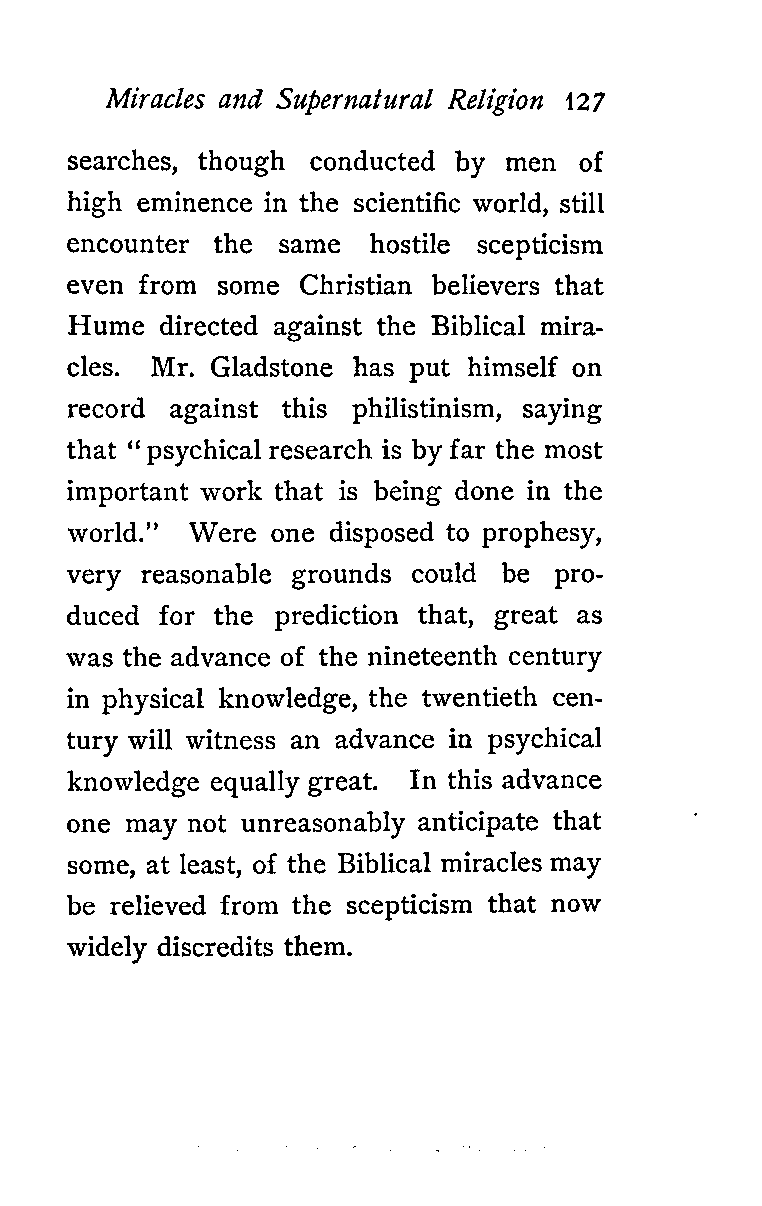 Miracles and Supernatural Religion 127
searches, though conducted by men of
high eminence in the scientific world, still
encounter the same hostile scepticism
even from some Christian believers that
Hume directed against the Biblical mira-
cles. Mr. Gladstone has put himself on
record against this philistinism, saying
that "psychical research is by far the most
important work that is being done in the
world." Were one disposed to prophesy,
very reasonable grounds could be pro-
duced for the prediction that, great as
was the advance of the nineteenth century
in physical knowledge, the twentieth cen-
tury will witness an advance in psychical
knowledge equally great. In this advance
one may not unreasonably anticipate that
some, at least, of the Biblical miracles may
be relieved from the scepticism that now
widely discredits them.